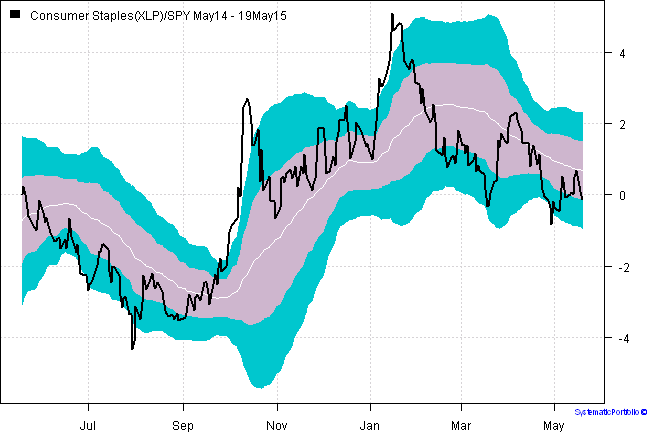 Consumer Staples(XLP)/SPY May14 - 19May15
4
2
0
-2
-4
Jul Sep Nov Jan Mar May
SystematicPortfolio ©